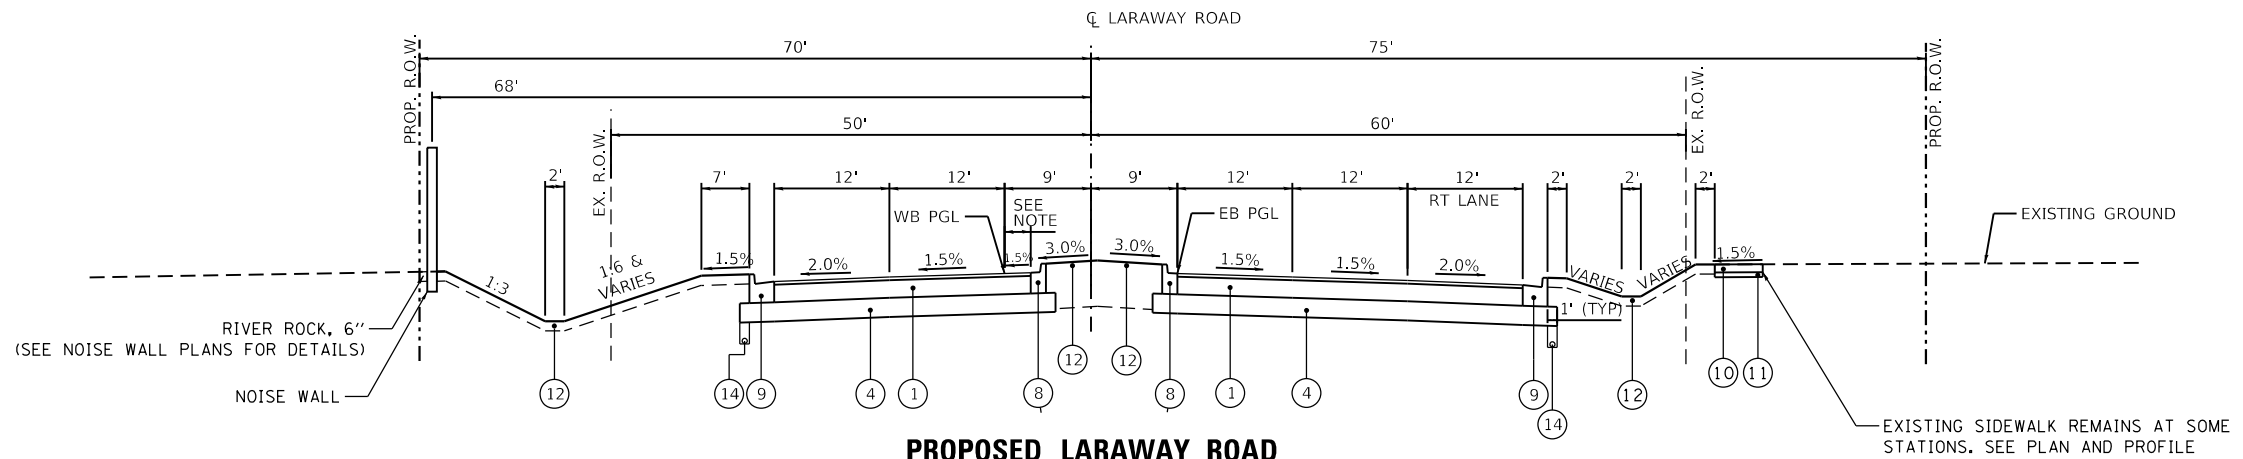 ℄ LARAWAY ROAD
70'
75'
PROP. R.O.W.
PROP. R.O.W.
68'
EX. R.O.W.
EX. R.O.W.
50'
60'
2'
7'
12'
12'
9'
9'
12'
12'
12'
2'
2'
2'
RT LANE
SEE
NOTE
WB PGL
EB PGL
EXISTING GROUND
1:3
1:6 &
VARIES
1.5%
2.0%
1.5%
1.5%
3.0%
3.0%
1.5%
1.5%
2.0%
VARIES
VARIES
1.5%
1' (TYP)
RIVER ROCK, 6"
(SEE NOISE WALL PLANS FOR DETAILS)
NOISE WALL
12
14
9
4
1
8
12
12
8
1
4
9
14
12
10
11
EXISTING SIDEWALK REMAINS AT SOME
STATIONS. SEE PLAN AND PROFILE
PROPOSED LARAWAY ROAD